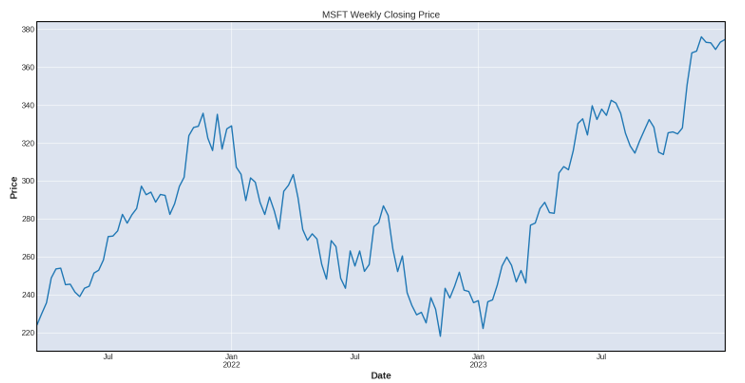 MSFT Weekly Closing Price
380
360
340
320
300
280
260
240
220
Price
Jul
Jan
2022
Jul
Jan
2023
Jul
Date